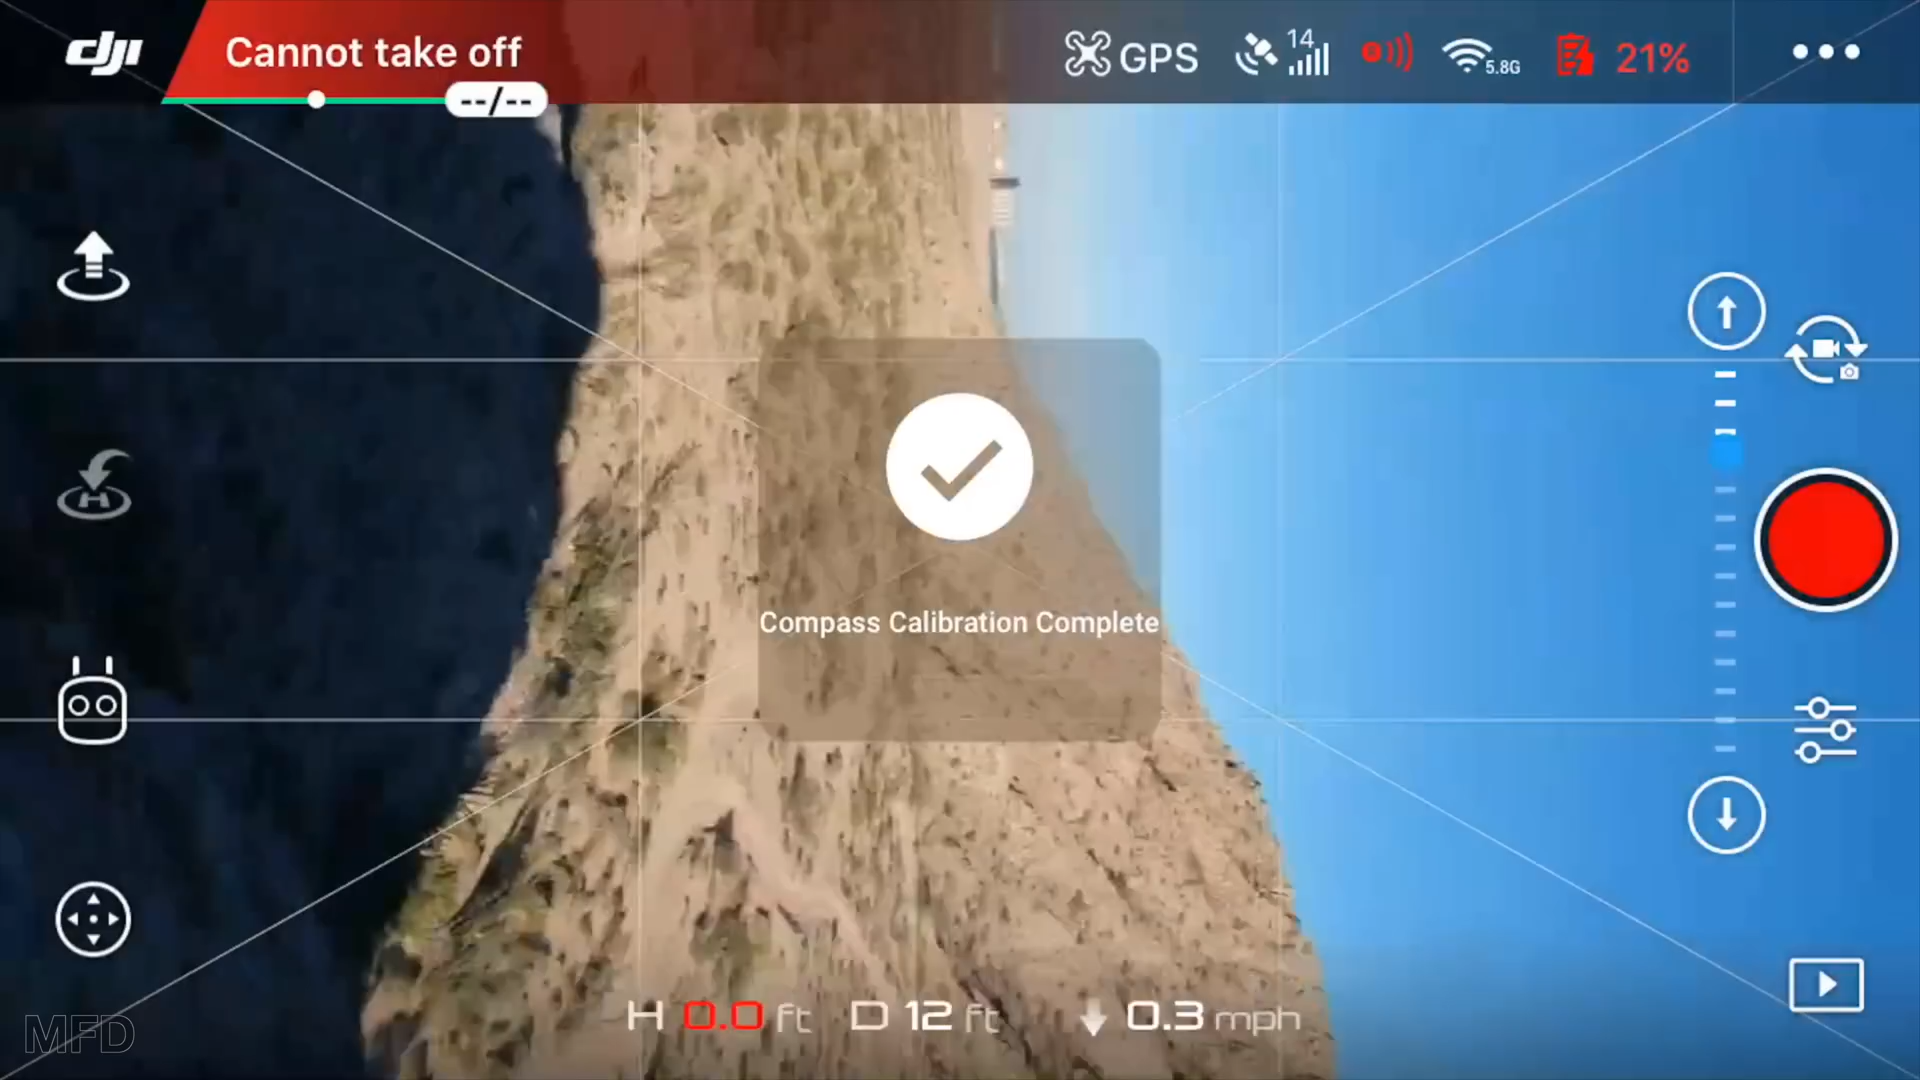 dji
Cannot take off
--/--
GPS
14
5.8G
21%
Compass Calibration Complete
H 0.0 ft D 12 ft 0.3 mph
MFD